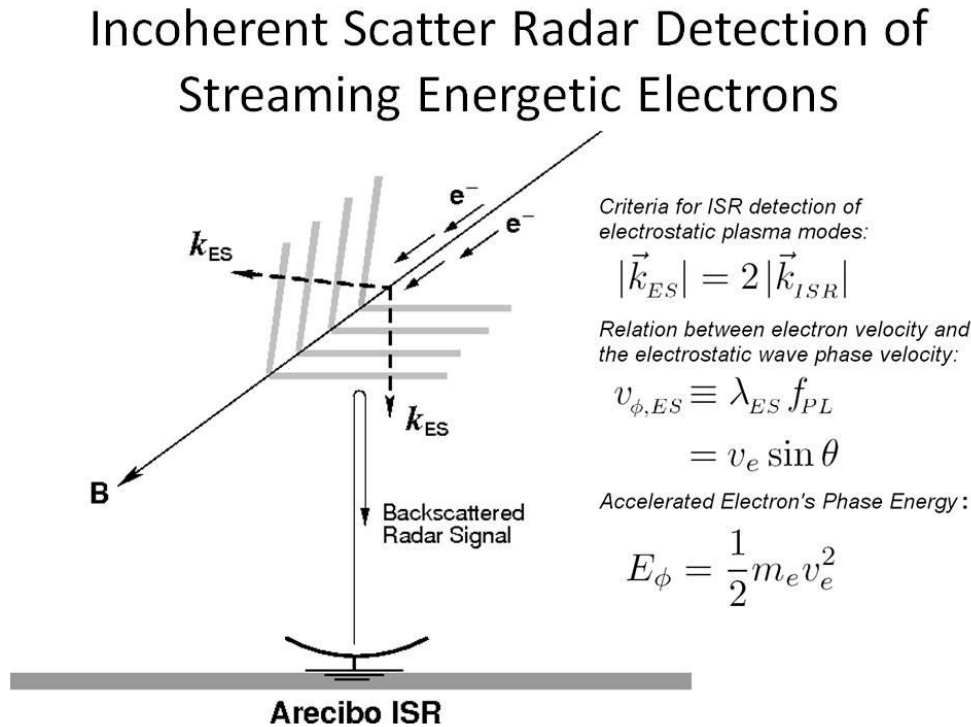 Incoherent Scatter Radar Detection of
Streaming Energetic Electrons
e⁻
e⁻
k_ES
k_ES
B
Backscattered
Radar Signal
Arecibo ISR
Criteria for ISR detection of
electrostatic plasma modes:
|k⃗_ES| = 2 |k⃗_ISR|
Relation between electron velocity and
the electrostatic wave phase velocity:
v_ϕ,ES ≡ λ_ES f_PL
= v_e sin θ
Accelerated Electron's Phase Energy :
E_ϕ = 1/2 m_e v_e^2